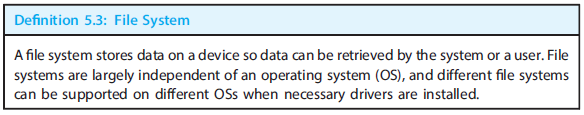 Definition 5.3: File System
A file system stores data on a device so data can be retrieved by the system or a user. File
systems are largely independent of an operating system (OS), and different file systems
can be supported on different OSs when necessary drivers are installed.